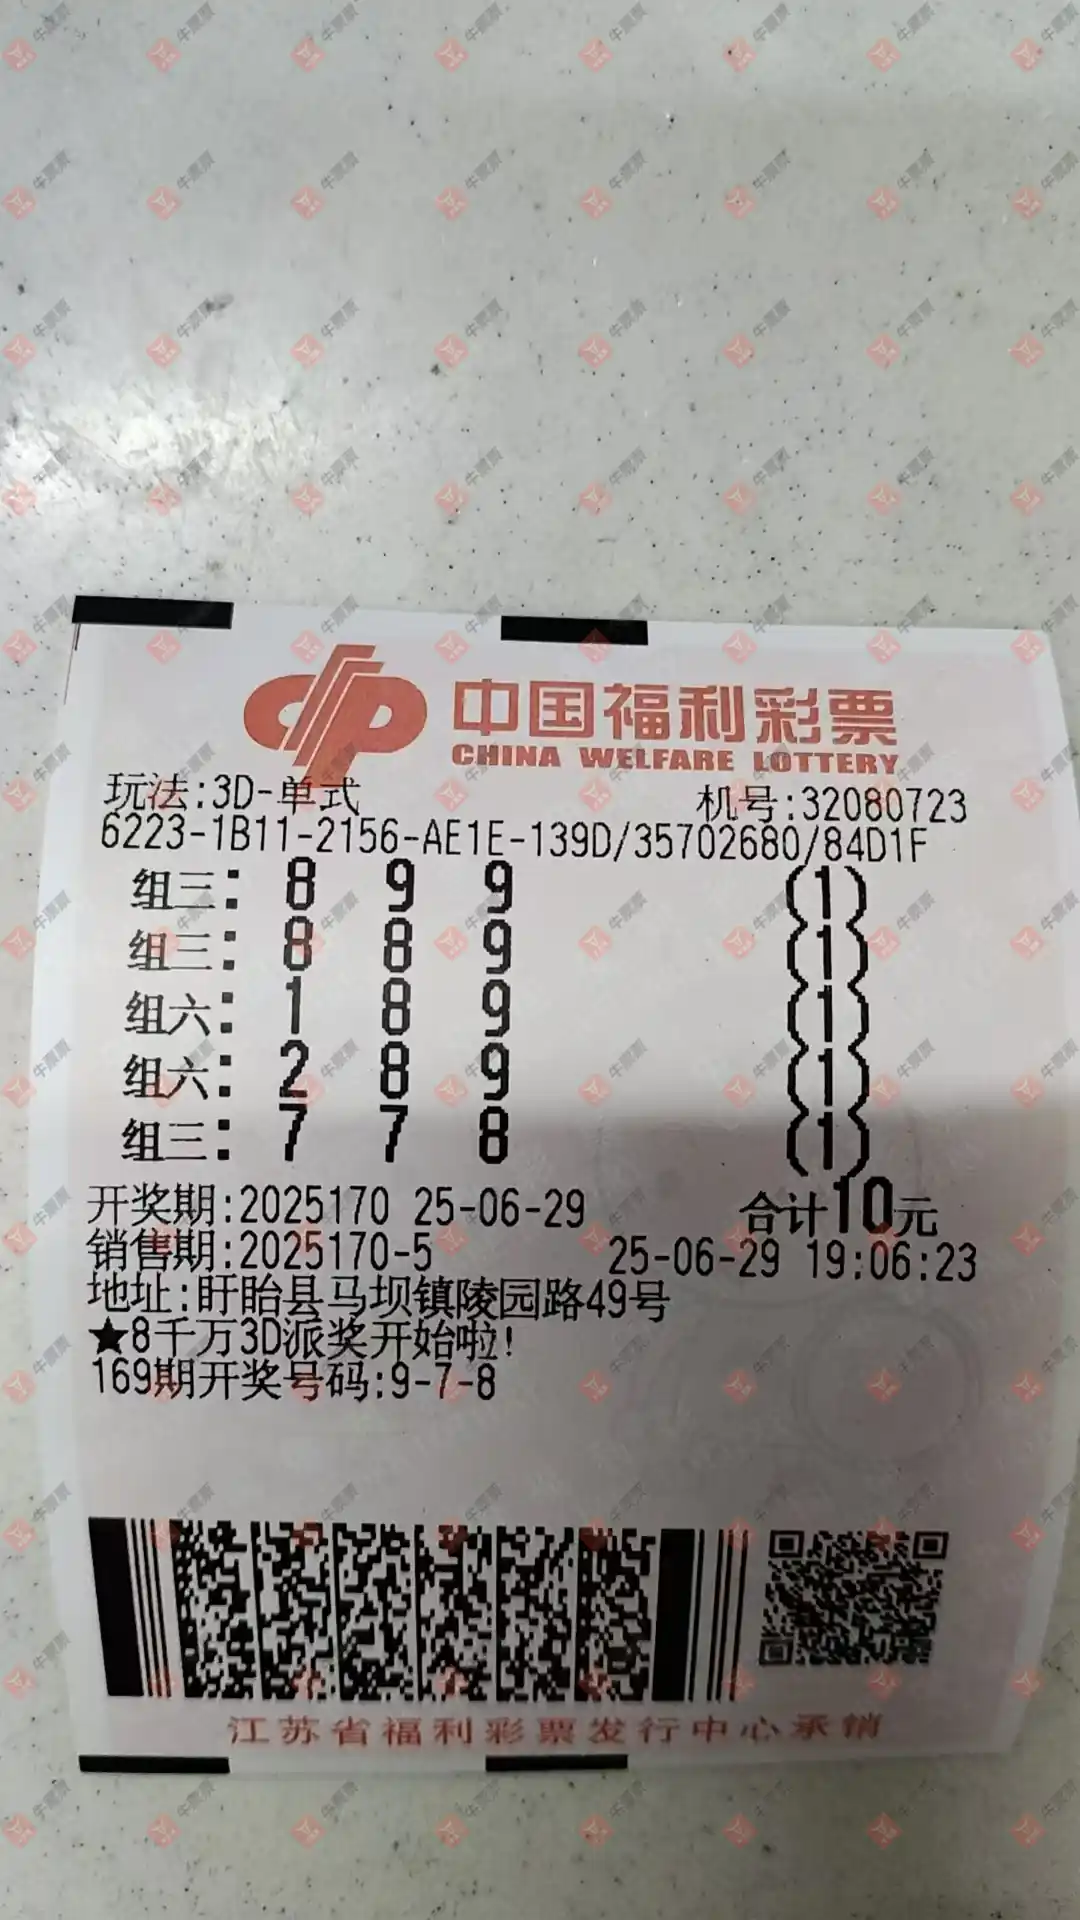 中国福利彩票
CHINA WELFARE LOTTERY
玩法:3D-单式 机号:32080723
6223-1B11-2156-AE1E-139D/35702680/84D1F
组三: 8 9 9 (1)
组三: 8 8 9 (1)
组六: 1 8 9 (1)
组六: 2 8 9 (1)
组三: 7 7 8 (1)
开奖期:2025170 25-06-29 合计10元
销售期:2025170-5 25-06-29 19:06:23
地址:盱眙县马坝镇陵园路49号
★8千万3D派奖开始啦!
169期开奖号码:9-7-8
江苏省福利彩票发行中心承销
牛票票